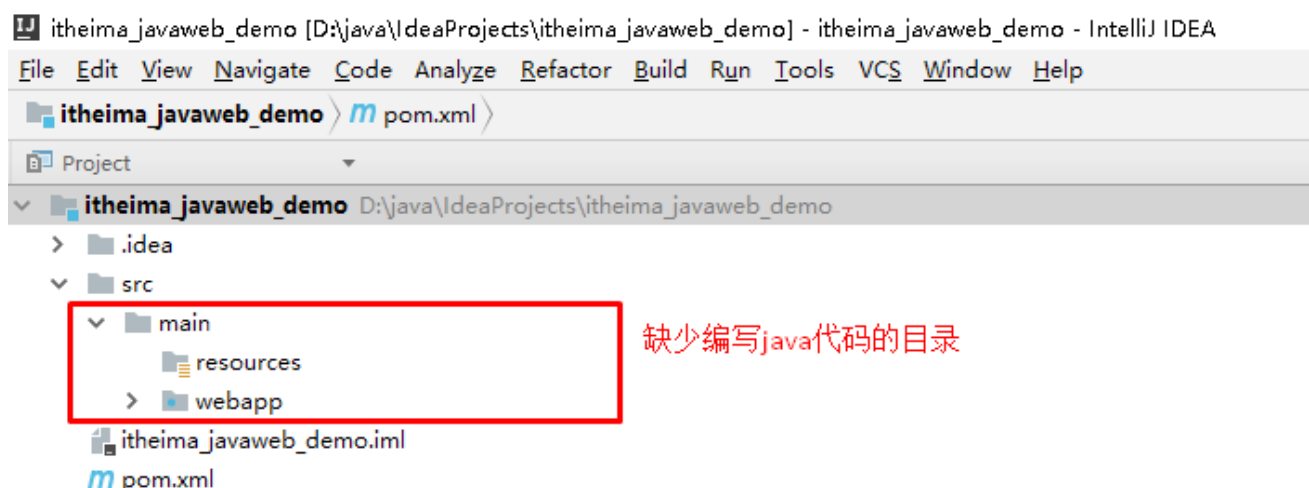 itheima_javaweb_demo [D:\java\IdeaProjects\itheima_javaweb_demo] - itheima_javaweb_demo - IntelliJ IDEA
File Edit View Navigate Code Analyze Refactor Build Run Tools VCS Window Help
itheima_javaweb_demo pom.xml
Project
itheima_javaweb_demo D:\java\IdeaProjects\itheima_javaweb_demo
.idea
src
main
缺少编写java代码的目录
resources
webapp
itheima_javaweb_demo.iml
pom.xml